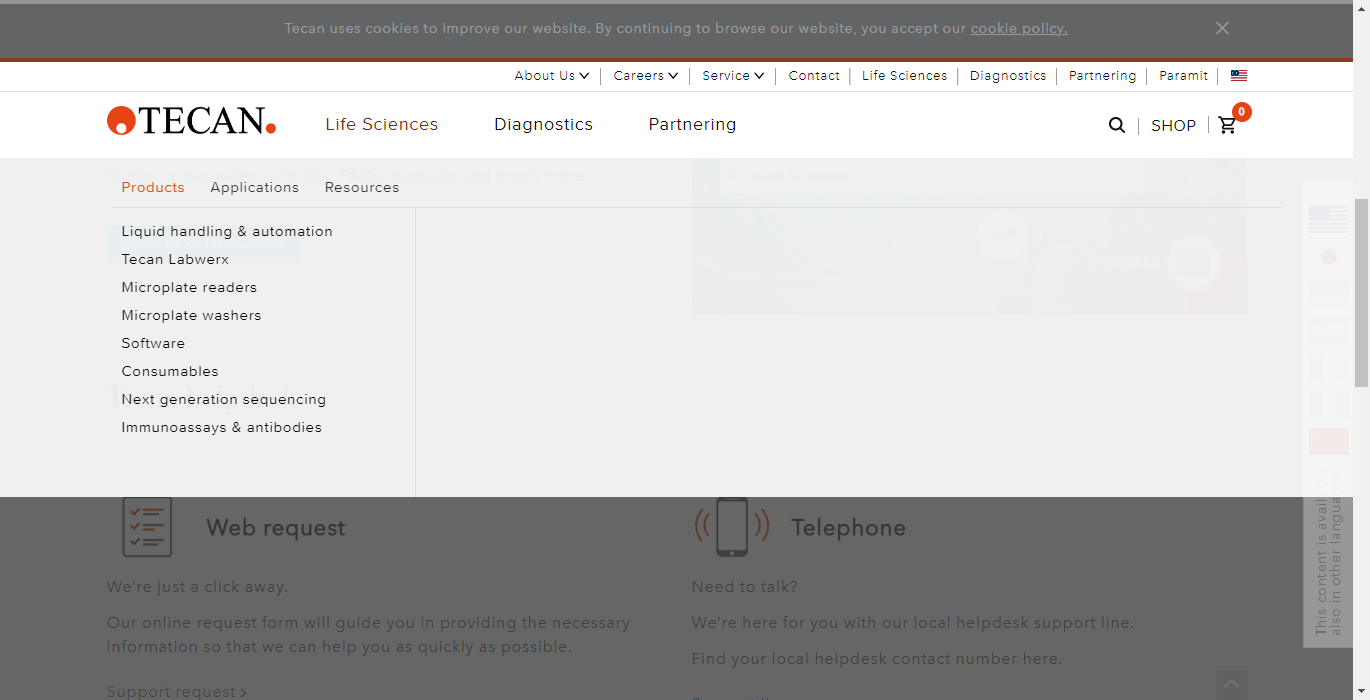 Tecan uses cookies to improve our website. By continuing to browse our website, you accept our cookie policy.
About Us
Careers
Service
Contact
Life Sciences
Diagnostics
Partnering
Paramit
TECAN.
Life Sciences
Diagnostics
Partnering
SHOP
0
Products
Applications
Resources
Liquid handling & automation
Tecan Labwerx
Microplate readers
Microplate washers
Software
Consumables
Next generation sequencing
Immunoassays & antibodies
Web request
We're just a click away.
Our online request form will guide you in providing the necessary
information so that we can help you as quickly as possible.
Support request >
Telephone
Need to talk?
We're here for you with our local helpdesk support line.
Find your local helpdesk contact number here.
This content is available
also in other languages